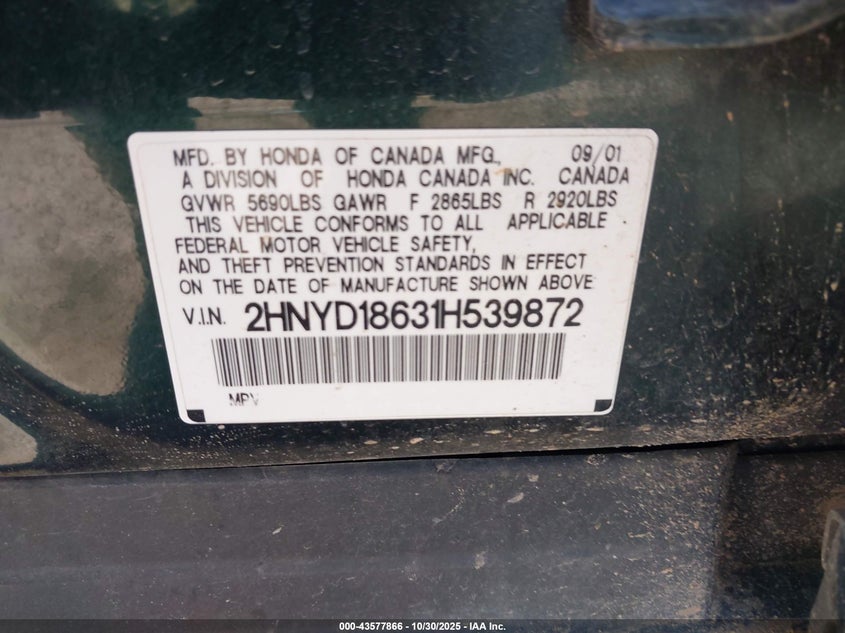 MFD. BY HONDA OF CANADA MFG., 09/01
A DIVISION OF HONDA CANADA INC. CANADA
GVWR 5690LBS GAWR F 2865LBS R 2920LBS
THIS VEHICLE CONFORMS TO ALL APPLICABLE
FEDERAL MOTOR VEHICLE SAFETY,
AND THEFT PREVENTION STANDARDS IN EFFECT
ON THE DATE OF MANUFACTURE SHOWN ABOVE
V.I.N. 2HNYD18631H539872
MPV
000-43577866 - 10/30/2025 - IAA Inc.